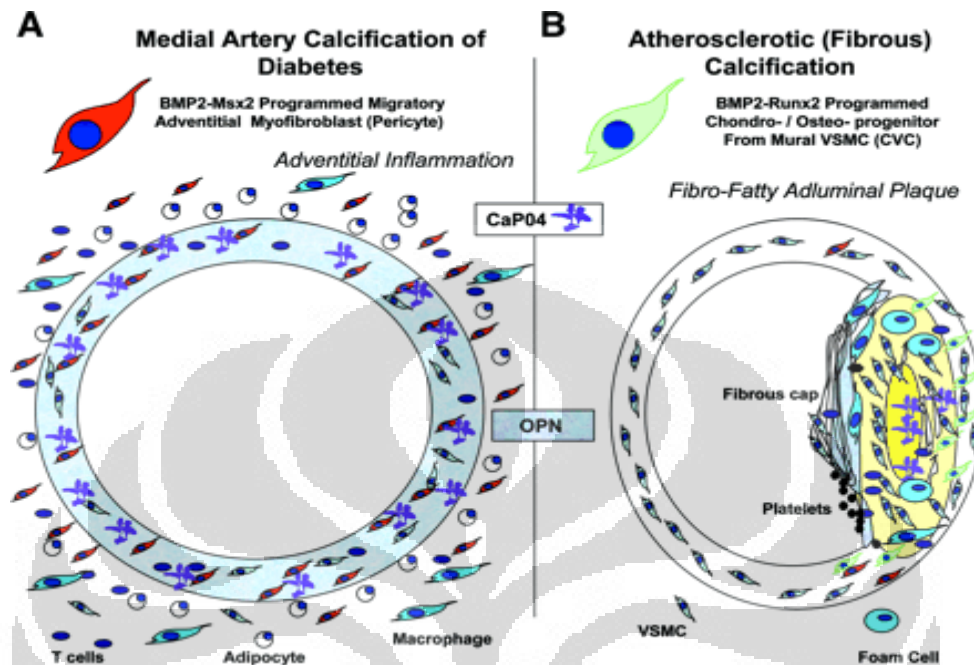 A
Medial Artery Calcification of
Diabetes
BMP2-Msx2 Programmed Migratory
Adventitial Myofibroblast (Pericyte)
Adventitial Inflammation
B
Atherosclerotic (Fibrous)
Calcification
BMP2-Runx2 Programmed
Chondro- / Osteo- progenitor
From Mural VSMC (CVC)
Fibro-Fatty Adluminal Plaque
CaP04
OPN
Fibrous cap
Platelets
T cells
Adipocyte
Macrophage
VSMC
Foam Cell